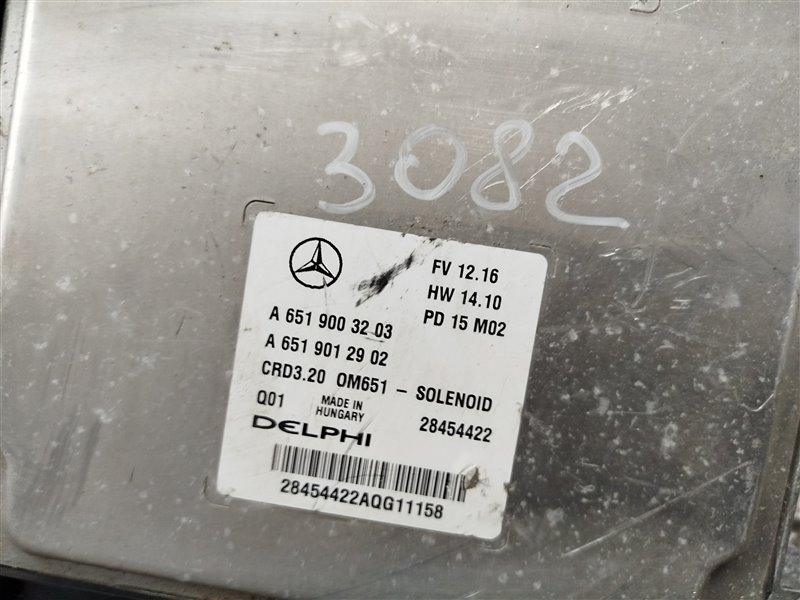 3082
FV 12.16
HW 14.10
PD 15 M02
A 651 900 32 03
A 651 901 29 02
CRD3.20 OM651 - SOLENOID
Q01 MADE IN HUNGARY 28454422
DELPHI
28454422AQG11158